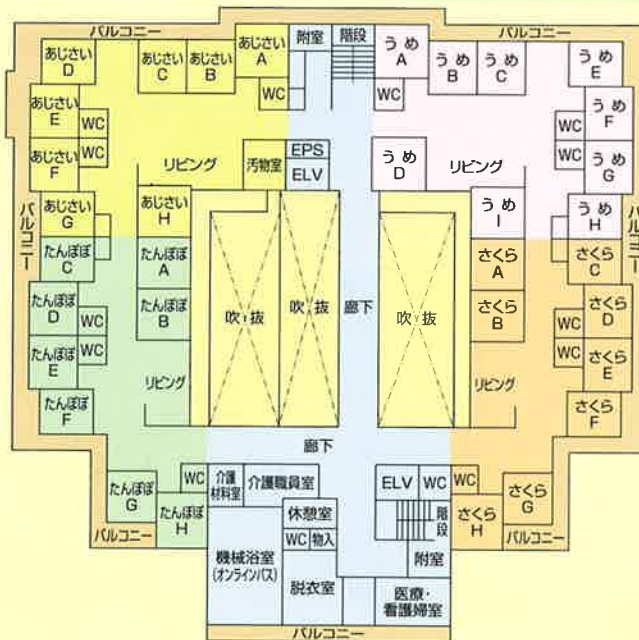 バルコニー
バルコニー
附室
階段
あじさい
A
あじさい
B
あじさい
C
あじさい
D
うめ
A
うめ
B
うめ
C
うめ
E
WC
WC
あじさい
E
WC
うめ
F
WC
あじさい
F
WC
リビング
汚物室
EPS
ELV
うめ
D
リビング
WC
うめ
G
あじさい
G
あじさい
H
うめ
I
うめ
H
バルコニー
バルコニー
たんぽぽ
C
たんぽぽ
A
さくら
A
さくら
C
たんぽぽ
D
WC
たんぽぽ
B
吹き抜
吹き抜
廊下
吹き抜
さくら
B
WC
さくら
D
たんぽぽ
E
WC
WC
さくら
E
リビング
リビング
たんぽぽ
F
さくら
F
廊下
たんぽぽ
G
WC
介護
材料室
介護職員室
ELV
WC
WC
さくら
G
たんぽぽ
H
休憩室
階段
さくら
H
バルコニー
バルコニー
機械浴室
(オンラインバス)
WC
物入
附室
脱衣室
医療・
看護婦室
バルコニー